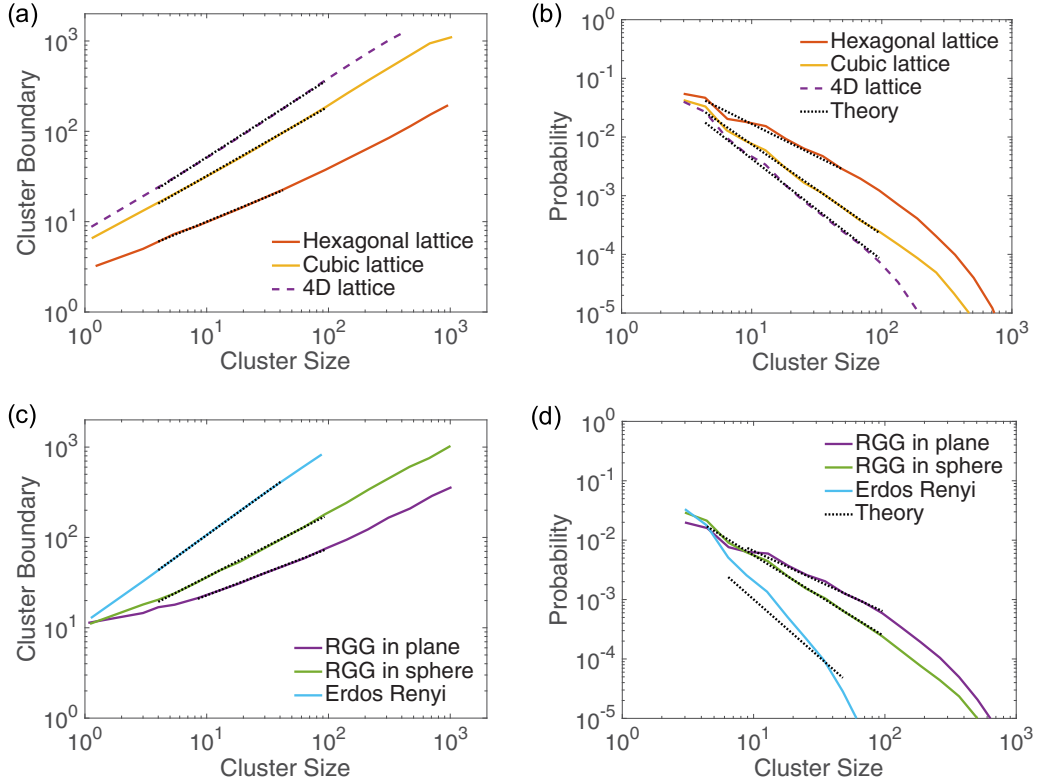 (a)
10^3
10^2
10^1
10^0
Cluster Boundary
Hexagonal lattice
Cubic lattice
4D lattice
10^0
10^1
10^2
10^3
Cluster Size
(b)
10^0
10^-1
10^-2
10^-3
10^-4
10^-5
Probability
Hexagonal lattice
Cubic lattice
4D lattice
Theory
10^0
10^1
10^2
10^3
Cluster Size
(c)
10^3
10^2
10^1
10^0
Cluster Boundary
RGG in plane
RGG in sphere
Erdos Renyi
10^0
10^1
10^2
10^3
Cluster Size
(d)
10^0
10^-1
10^-2
10^-3
10^-4
10^-5
Probability
RGG in plane
RGG in sphere
Erdos Renyi
Theory
10^0
10^1
10^2
10^3
Cluster Size